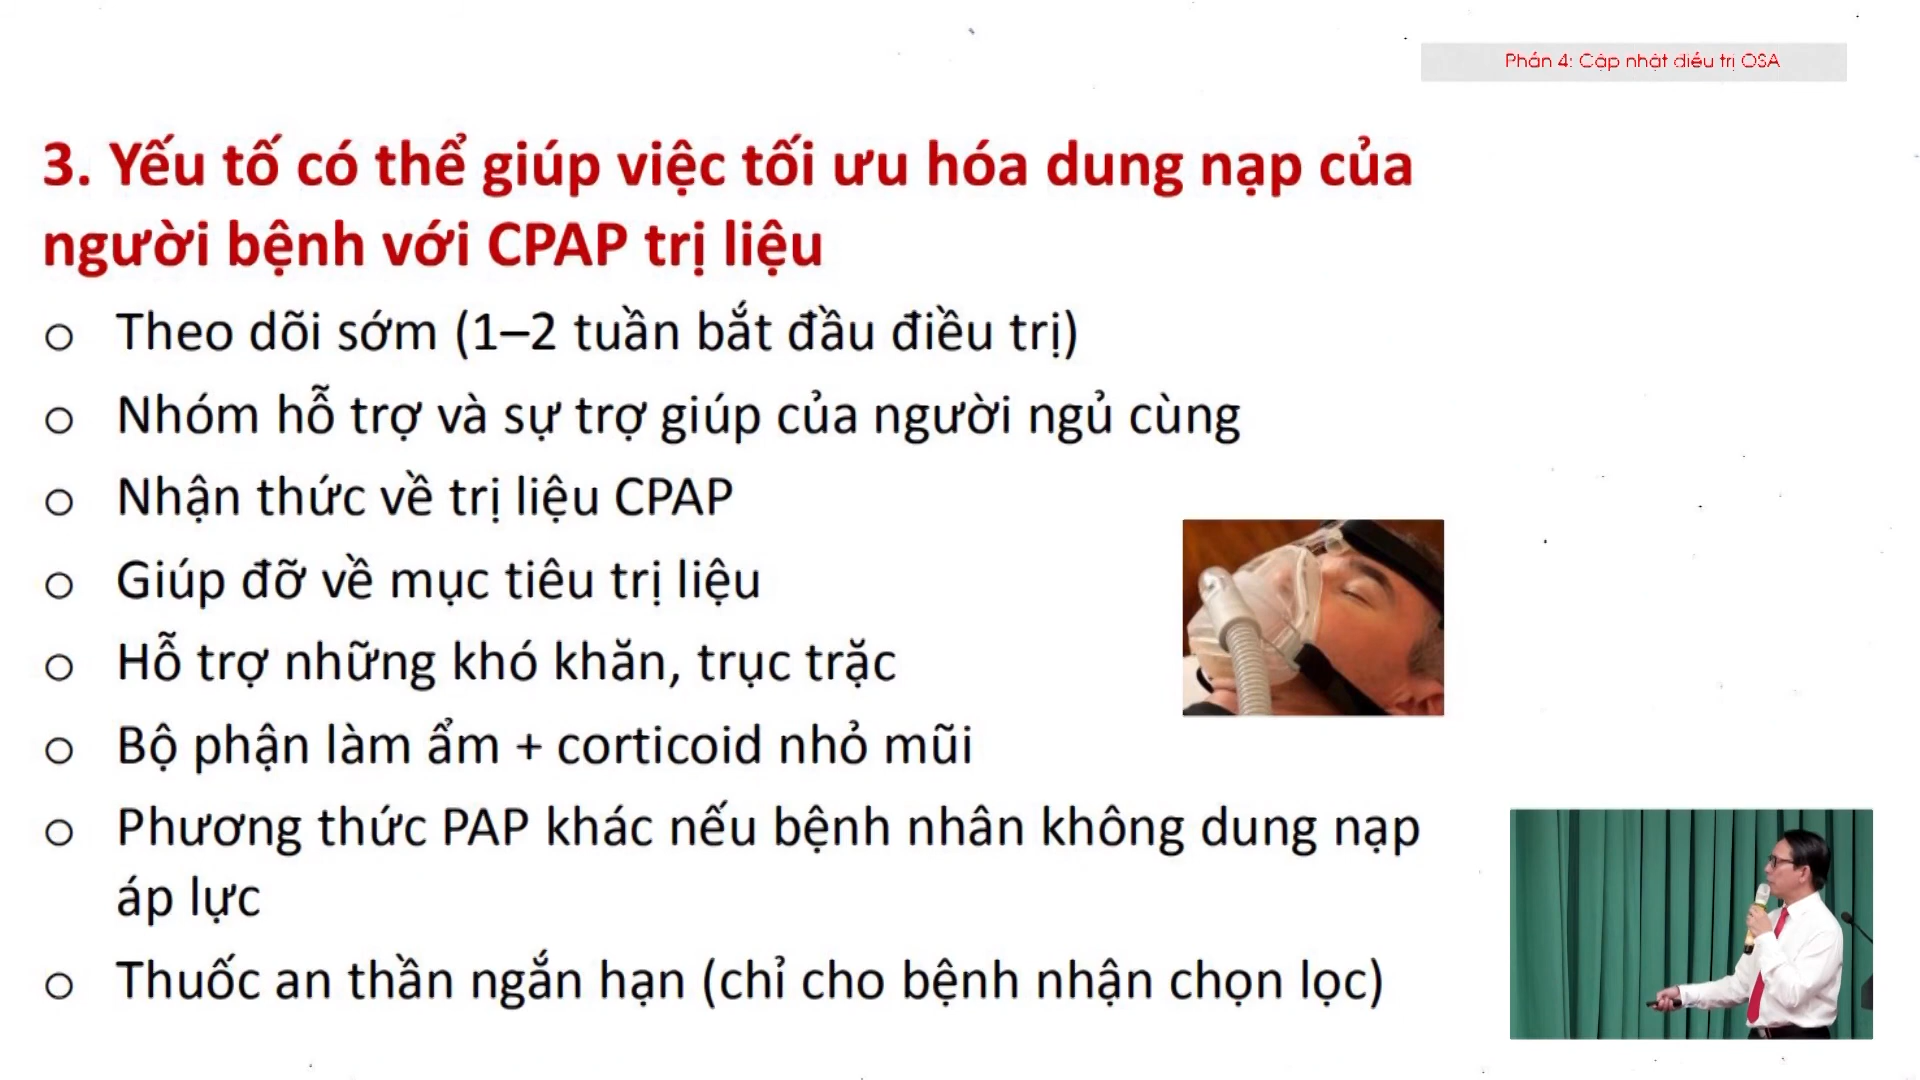 Phần 4: Cập nhật điều trị OSA
3. Yếu tố có thể giúp việc tối ưu hóa dung nạp của
người bệnh với CPAP trị liệu
o Theo dõi sớm (1–2 tuần bắt đầu điều trị)
o Nhóm hỗ trợ và sự trợ giúp của người ngủ cùng
o Nhận thức về trị liệu CPAP
o Giúp đỡ về mục tiêu trị liệu
o Hỗ trợ những khó khăn, trục trặc
o Bộ phận làm ẩm + corticoid nhỏ mũi
o Phương thức PAP khác nếu bệnh nhân không dung nạp
áp lực
o Thuốc an thần ngắn hạn (chỉ cho bệnh nhận chọn lọc)